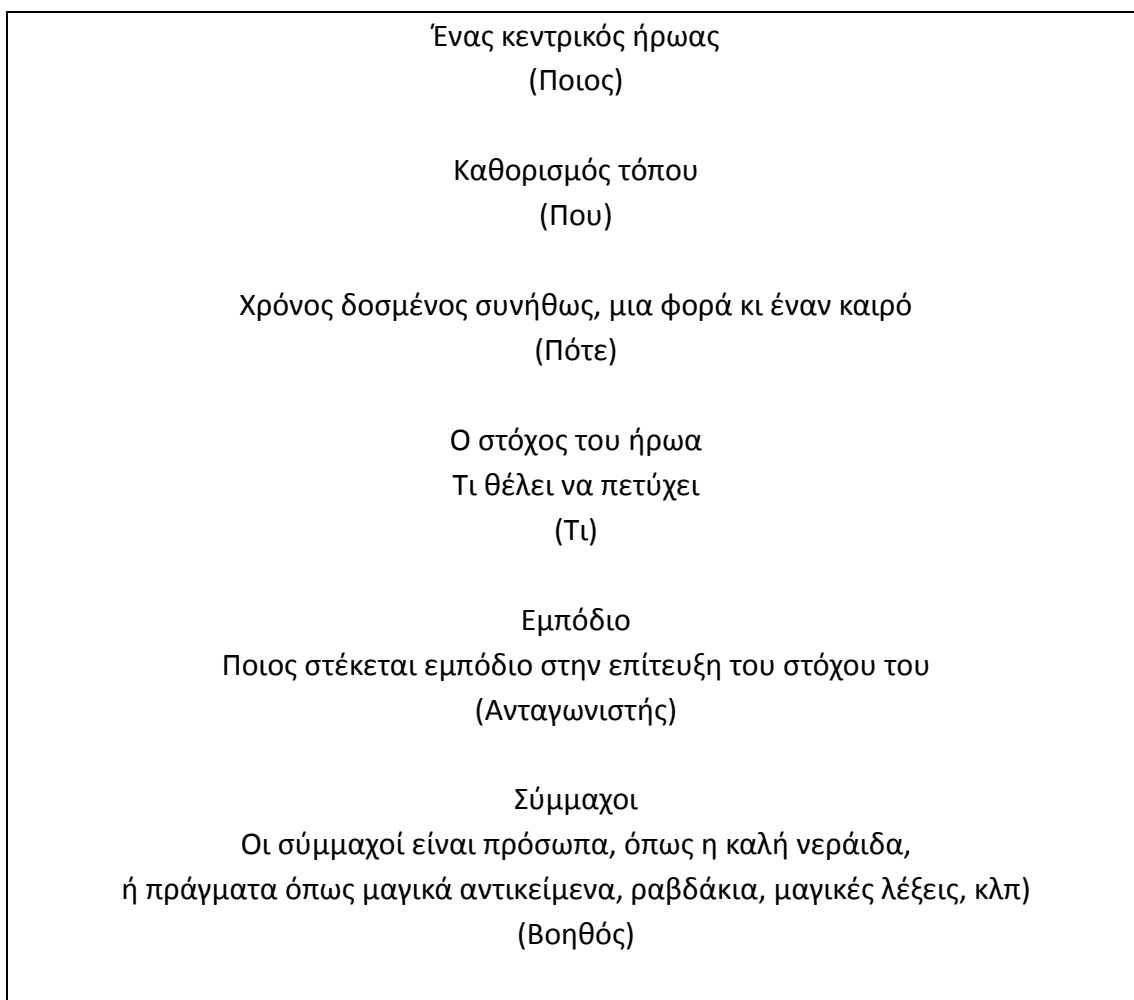 Ένας κεντρικός ήρωας
(Ποιος)
Καθορισμός τόπου
(Που)
Χρόνος δοσμένος συνήθως, μια φορά κι έναν καιρό
(Πότε)
Ο στόχος του ήρωα
Τι θέλει να πετύχει
(Τι)
Εμπόδιο
Ποιος στέκεται εμπόδιο στην επίτευξη του στόχου του
(Ανταγωνιστής)
Σύμμαχοι
Οι σύμμαχοί είναι πρόσωπα, όπως η καλή νεράιδα,
ή πράγματα όπως μαγικά αντικείμενα, ραβδάκια, μαγικές λέξεις, κλπ)
(Βοηθός)